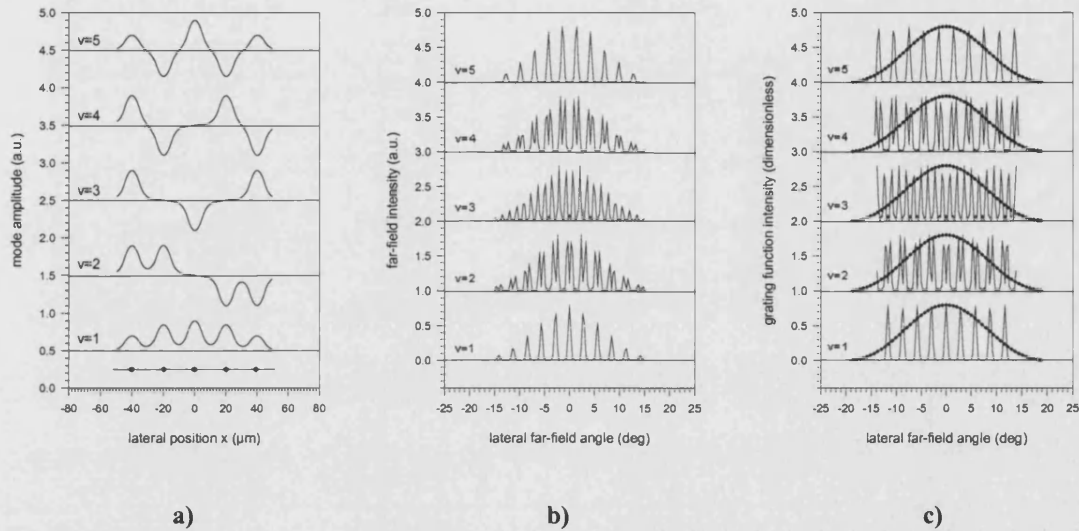 5.0
4.5
4.0
3.5
3.0
2.5
2.0
1.5
1.0
0.5
0.0
mode amplitude (a.u.)
v=5
v=4
v=3
v=2
v=1
-80 -60 -40 -20 0 20 40 60 80
lateral position x (µm)
a)
5.0
4.5
4.0
3.5
3.0
2.5
2.0
1.5
1.0
0.5
0.0
far-field intensity (a.u.)
v=5
v=4
v=3
v=2
v=1
-25 -20 -15 -10 -5 0 5 10 15 20 25
lateral far-field angle (deg)
b)
5.0
4.5
4.0
3.5
3.0
2.5
2.0
1.5
1.0
0.5
0.0
grating function intensity (dimensionless)
v=5
v=4
v=3
v=2
v=1
-25 -20 -15 -10 -5 0 5 10 15 20 25
lateral far-field angle (deg)
c)